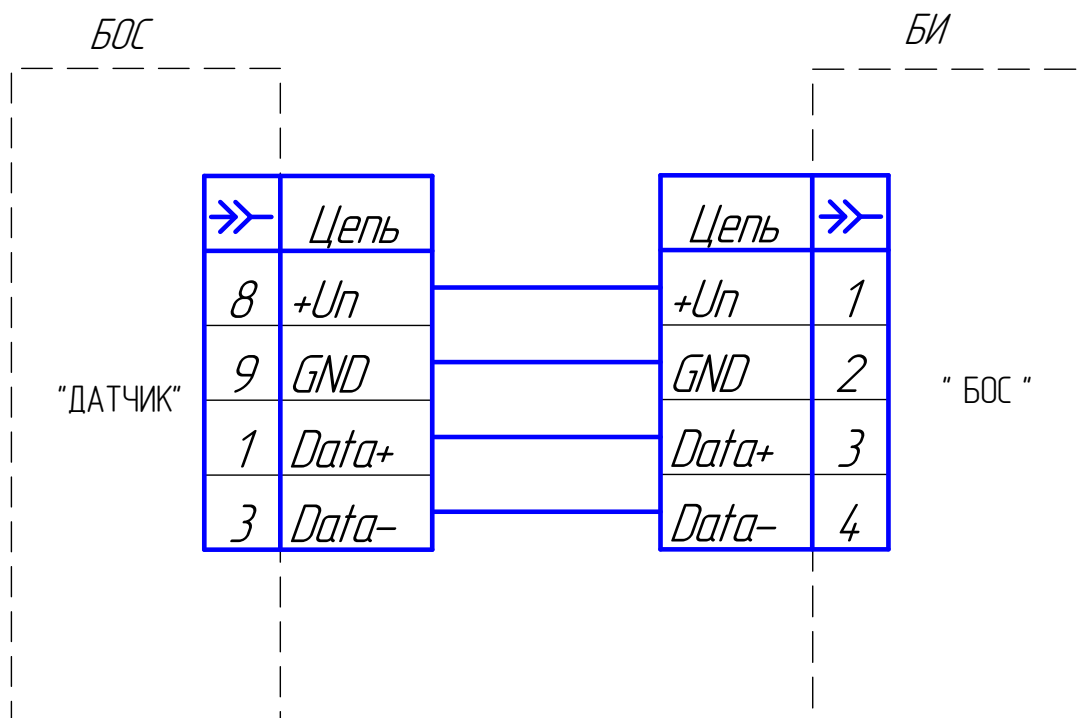 БОС
БИ
Цепь
Цепь
8 +Uп
+Uп 1
9 GND
GND 2
"ДАТЧИК"
" БОС "
1 Data+
Data+ 3
3 Data-
Data- 4